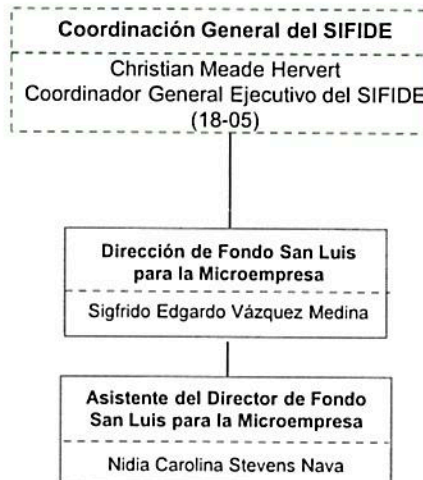 Coordinación General del SIFIDE
Christian Meade Hervert
Coordinador General Ejecutivo del SIFIDE
(18-05)
Dirección de Fondo San Luis
para la Microempresa
Sigfrido Edgardo Vázquez Medina
Asistente del Director de Fondo
San Luis para la Microempresa
Nidia Carolina Stevens Nava